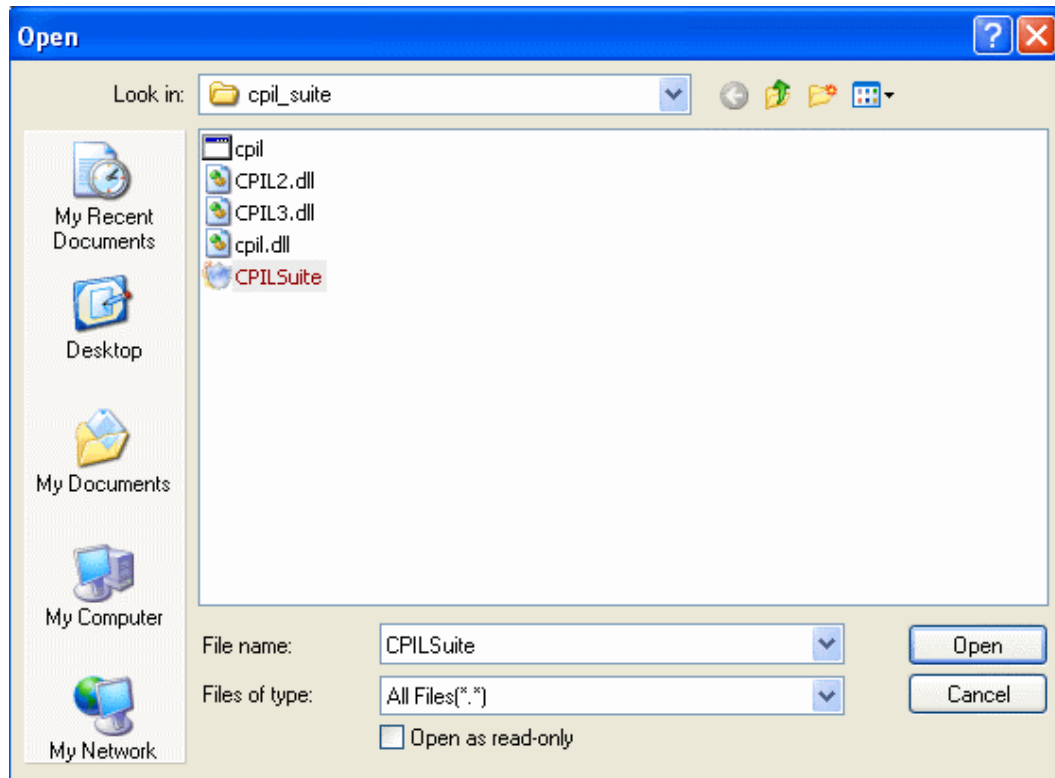 Open
Look in: cpil_suite
cpil
CPIL2.dll
CPIL3.dll
cpil.dll
CPILSuite
My Recent
Documents
Desktop
My Documents
My Computer
My Network
File name: CPILSuite Open
Files of type: All Files(*.*) Cancel
Open as read-only